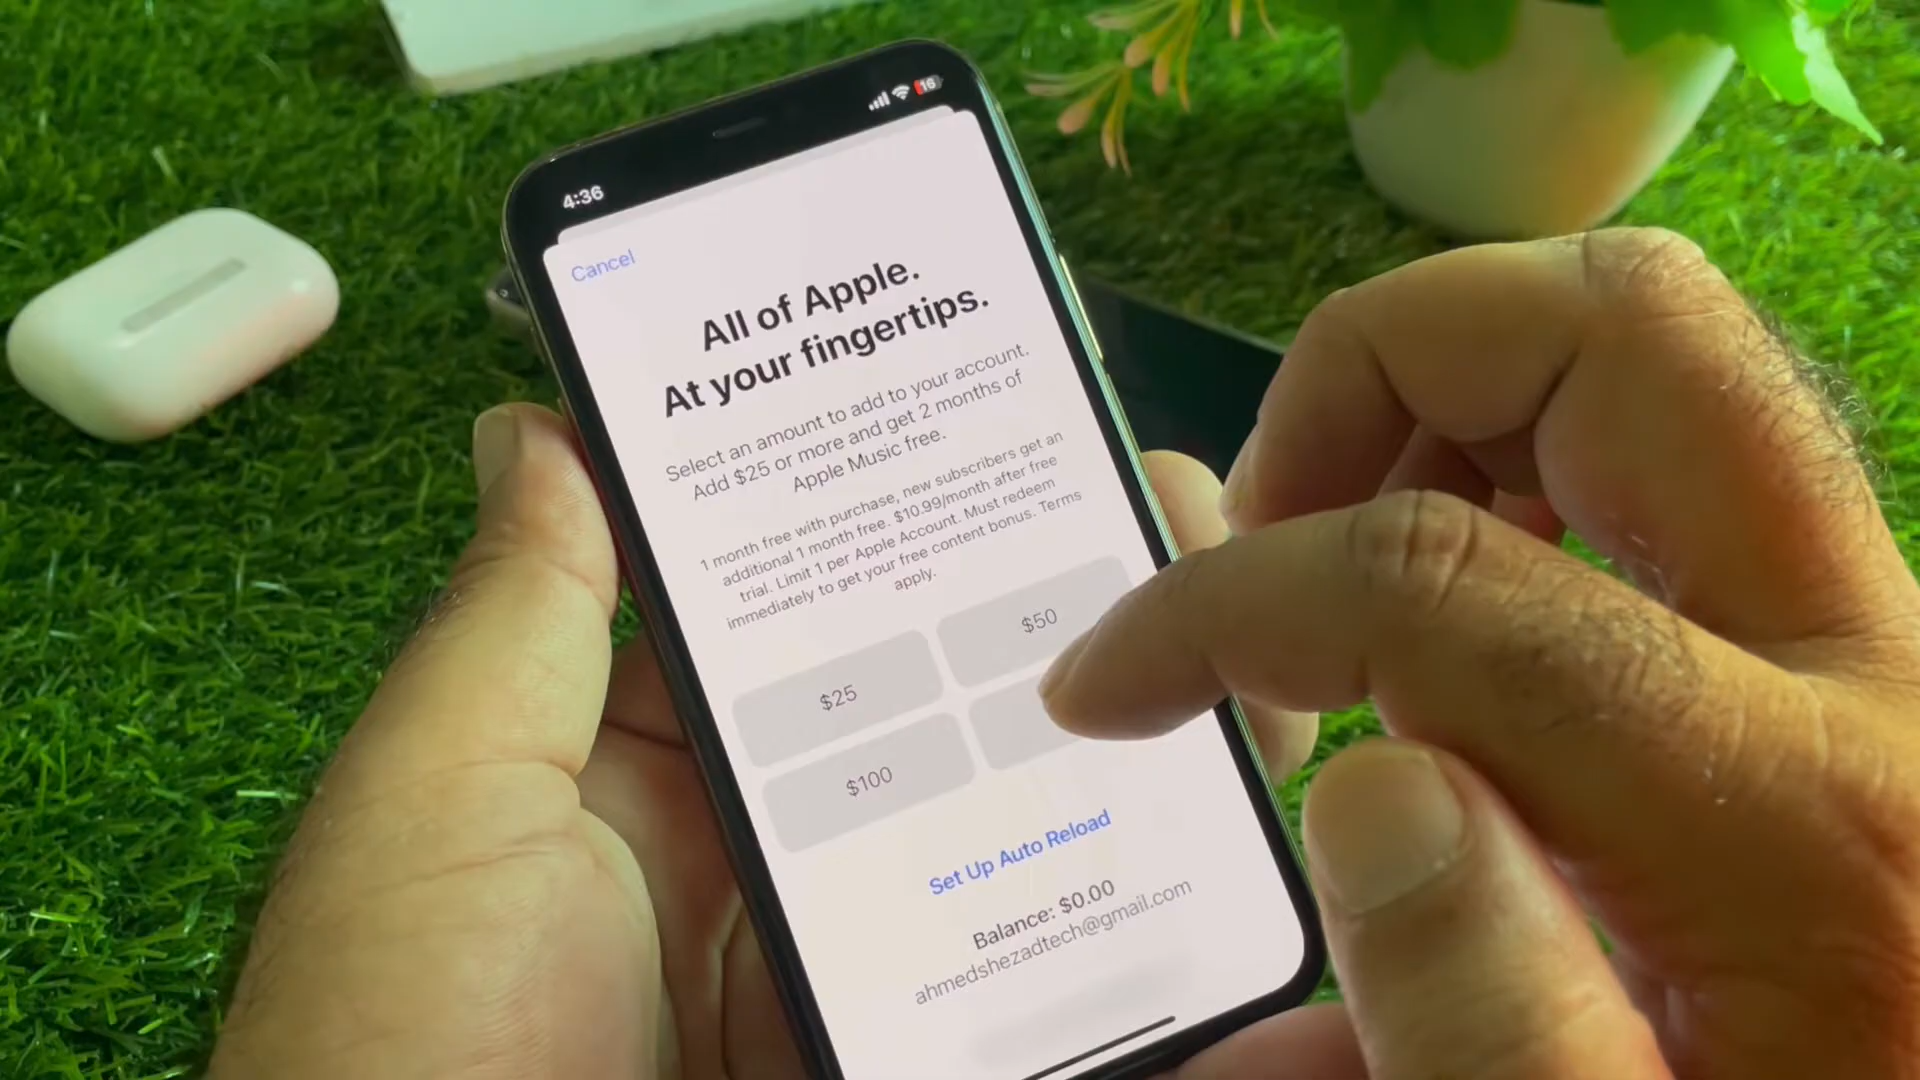 4:36
16
Cancel
All of Apple.
At your fingertips.
Select an amount to add to your account.
Add $25 or more and get 2 months of
Apple Music free.
1 month free with purchase, new subscribers get an
additional 1 month free. $10.99/month after free
trial. Limit 1 per Apple Account. Must redeem
immediately to get your free content bonus. Terms
apply.
$25
$50
$100
Set Up Auto Reload
Balance: $0.00
ahmedshezadtech@gmail.com